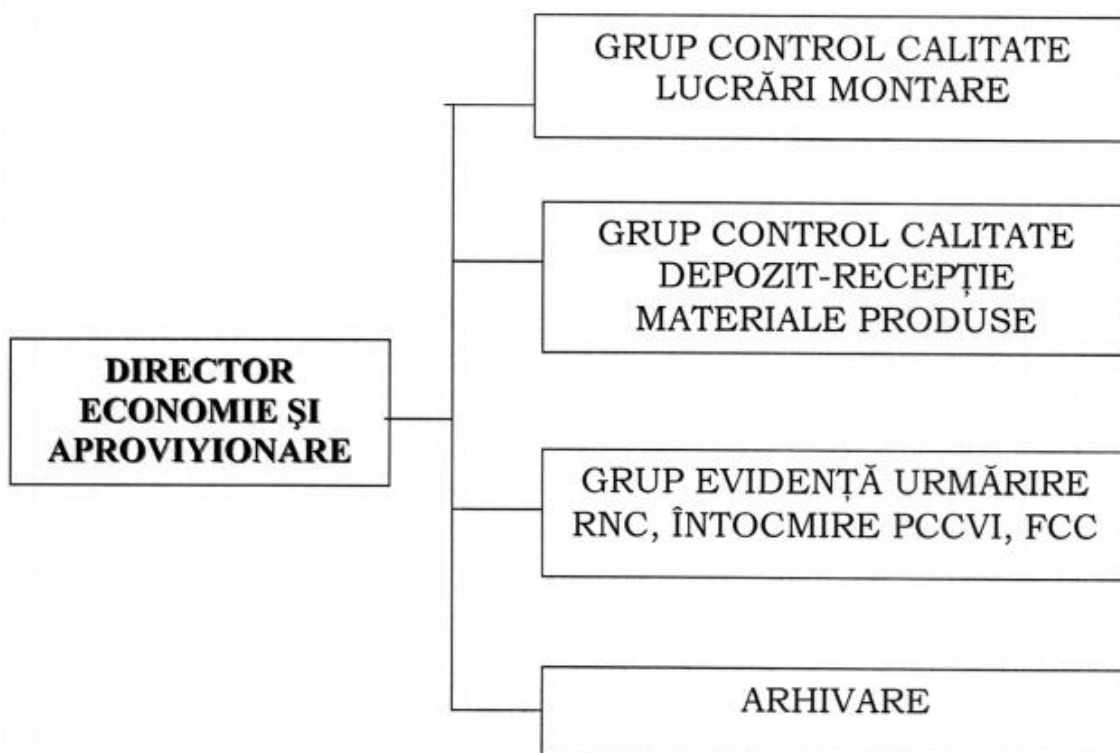 GRUP CONTROL CALITATE
LUCRĂRI MONTARE
GRUP CONTROL CALITATE
DEPOZIT-RECEPȚIE
MATERIALE PRODUSE
DIRECTOR
ECONOMIE ŞI
APROVIYIONARE
GRUP EVIDENȚĂ URMĂRIRE
RNC, ÎNTOCMIRE PCCVI, FCC
ARHIVARE